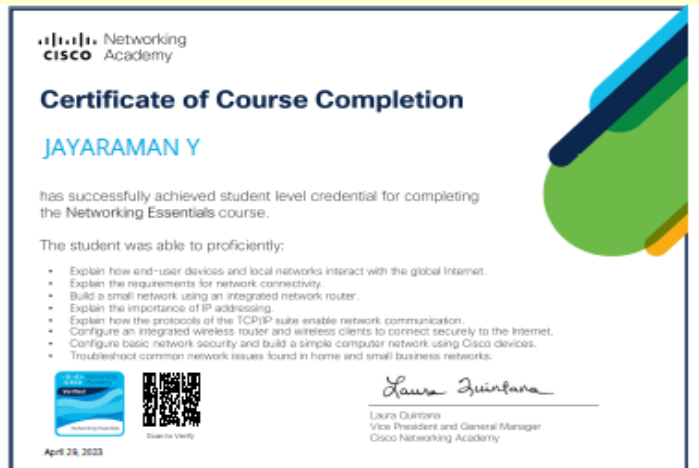 Networking
CISCO Academy
Certificate of Course Completion
JAYARAMAN Y
has successfully achieved student level credential for completing
the Networking Essentials course.
The student was able to proficiently:
• Explain how end-user devices and local networks interact with the global Internet.
• Explain the requirements for network connectivity.
• Build a small network using an integrated network router.
• Explain the importance of IP addressing.
• Explain how the protocols of the TCP/IP suite enable network communication.
• Configure an integrated wireless router and wireless clients to connect securely to the Internet.
• Configure basic network security and build a simple computer network using Cisco devices.
• Troubleshoot common network issues found in home and small business networks.
CISCO Academy
Verified
Networking Essentials
Scan to Verify
Laura Quintana
Laura Quintana
Vice President and General Manager
Cisco Networking Academy
April 29, 2023